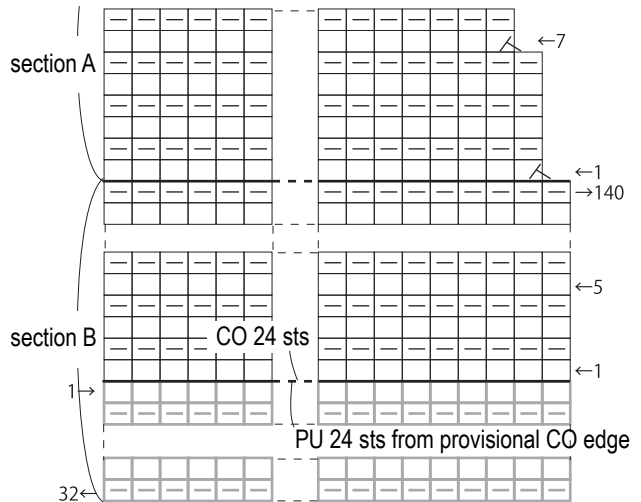 ←7
section A
←1
→140
←5
section B
CO 24 sts
←1
1→
PU 24 sts from provisional CO edge
32←